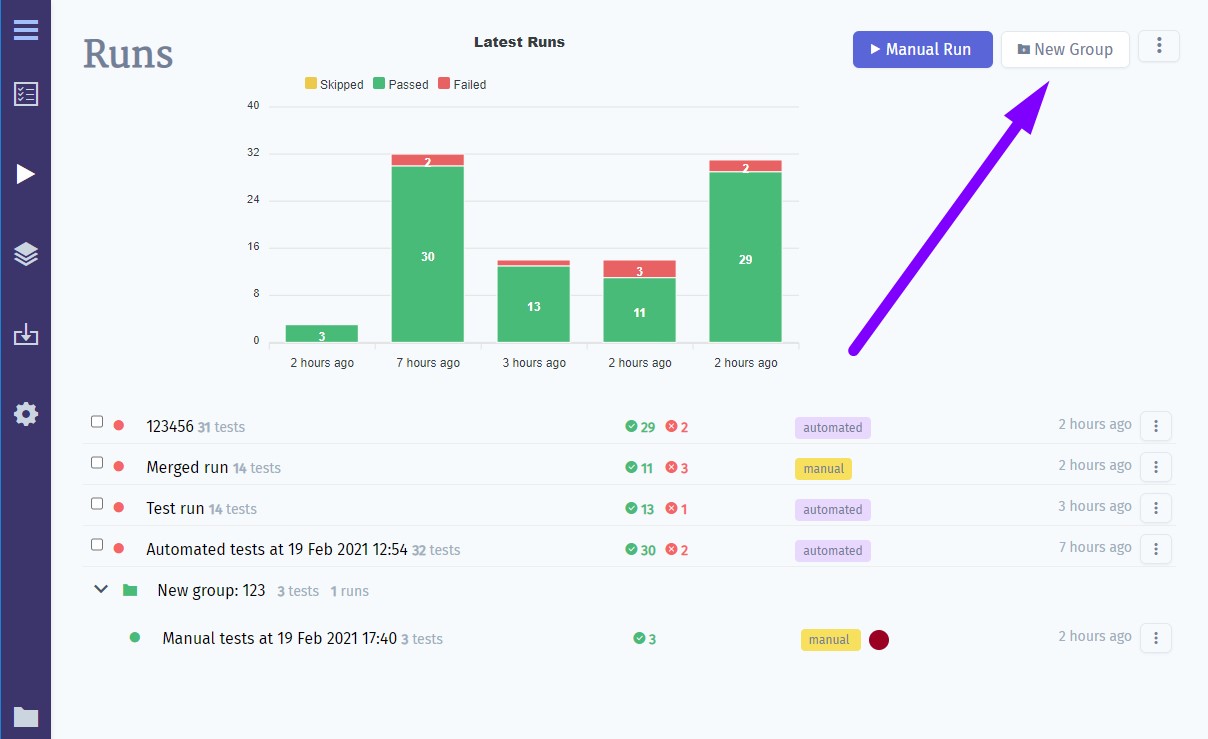 Runs
Latest Runs
Manual Run
New Group
Skipped Passed Failed
40
32
24
16
8
0
3
2
30
13
3
11
2
29
2 hours ago 7 hours ago 3 hours ago 2 hours ago 2 hours ago
123456 31 tests 29 2 automated 2 hours ago
Merged run 14 tests 11 3 manual 2 hours ago
Test run 14 tests 13 1 automated 3 hours ago
Automated tests at 19 Feb 2021 12:54 32 tests 30 2 automated 7 hours ago
New group: 123 3 tests 1 runs
Manual tests at 19 Feb 2021 17:40 3 tests 3 manual 2 hours ago